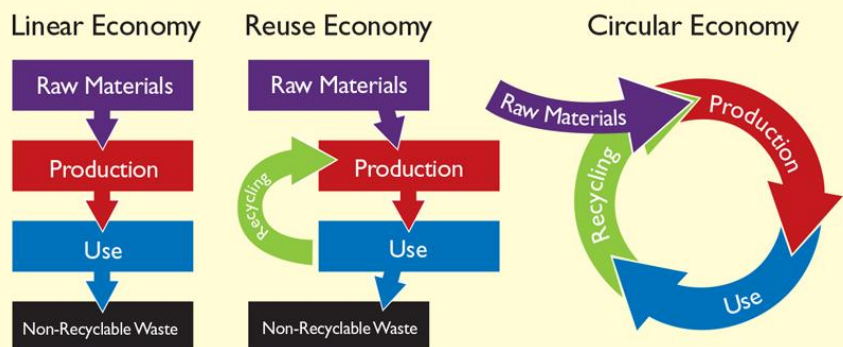 Linear Economy
Raw Materials
Production
Use
Non-Recyclable Waste
Reuse Economy
Raw Materials
Recycling
Production
Use
Non-Recyclable Waste
Circular Economy
Raw Materials
Production
Recycling
Use